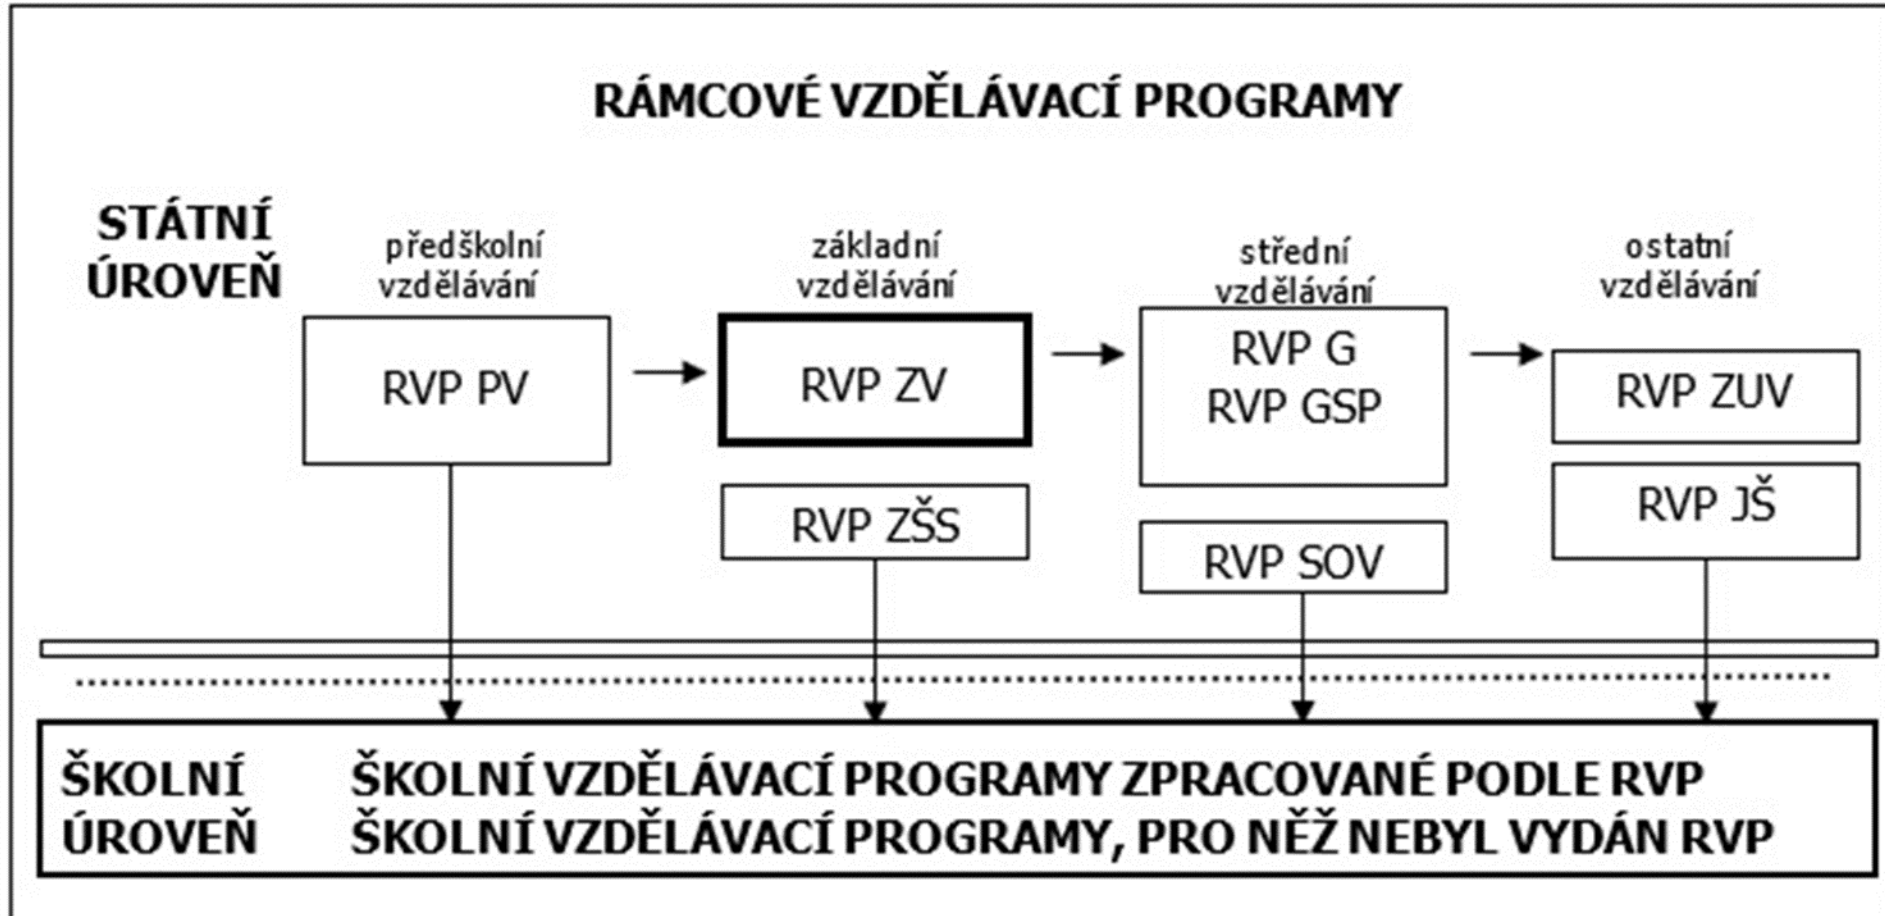 RÁMCOVÉ VZDĚLÁVACÍ PROGRAMY
STÁTNÍ
ÚROVEŇ
předškolní
vzdělávání
základní
vzdělávání
střední
vzdělávání
ostatní
vzdělávání
RVP PV
RVP ZV
RVP ZŠS
RVP G
RVP GSP
RVP SOV
RVP ZUV
RVP JŠ
ŠKOLNÍ ŠKOLNÍ VZDĚLÁVACÍ PROGRAMY ZPRACOVANÉ PODLE RVP
ÚROVEŇ ŠKOLNÍ VZDĚLÁVACÍ PROGRAMY, PRO NĚŽ NEBYL VYDÁN RVP